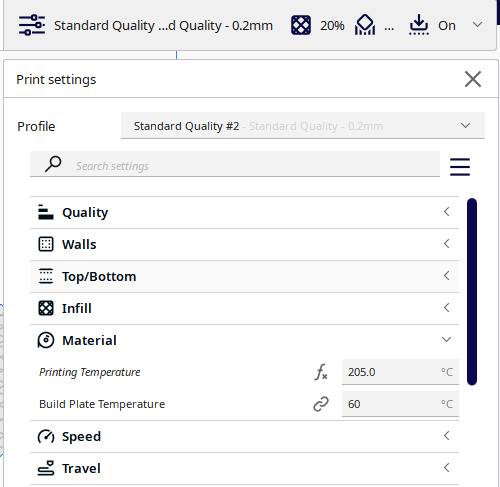 Standard Quality ...d Quality - 0.2mm 20% ... On
Print settings
Profile Standard Quality #2 - Standard Quality - 0.2mm
Search settings
Quality
Walls
Top/Bottom
Infill
Material
Printing Temperature 205.0 °C
Build Plate Temperature 60 °C
Speed
Travel